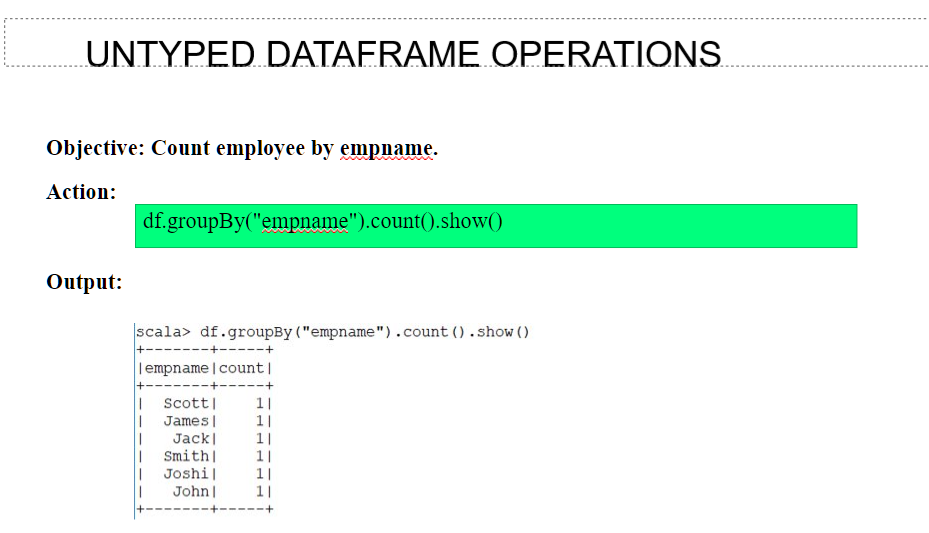 UNTYPED DATAFRAME OPERATIONS
Objective: Count employee by empname.
Action:
df.groupBy("empname").count().show()
Output:
scala> df.groupBy("empname").count().show()
+-------+-----+
|empname|count|
+-------+-----+
|  Scott|    1|
|  James|    1|
|   Jack|    1|
|  Smith|    1|
|  Joshi|    1|
|   John|    1|
+-------+-----+